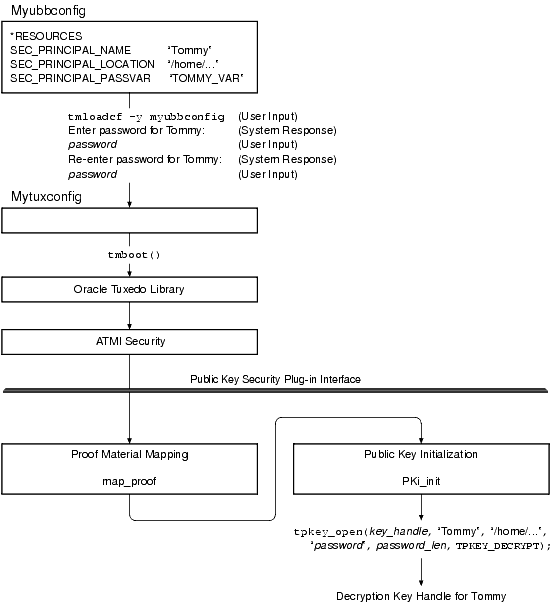 Myubbconfig
*RESOURCES
SEC_PRINCIPAL_NAME "Tommy"
SEC_PRINCIPAL_LOCATION "/home/..."
SEC_PRINCIPAL_PASSVAR "TOMMY_VAR"
tmloadcf -y myubbconfig (User Input)
Enter password for Tommy: (System Response)
password (User Input)
Re-enter password for Tommy: (System Response)
password (User Input)
Mytuxconfig
tmboot()
Oracle Tuxedo Library
ATMI Security
Public Key Security Plug-in Interface
Proof Material Mapping
map_proof
Public Key Initialization
PKi_init
tpkey_open(key_handle, "Tommy", "/home/...",
"password", password_len, TPKEY_DECRYPT);
Decryption Key Handle for Tommy